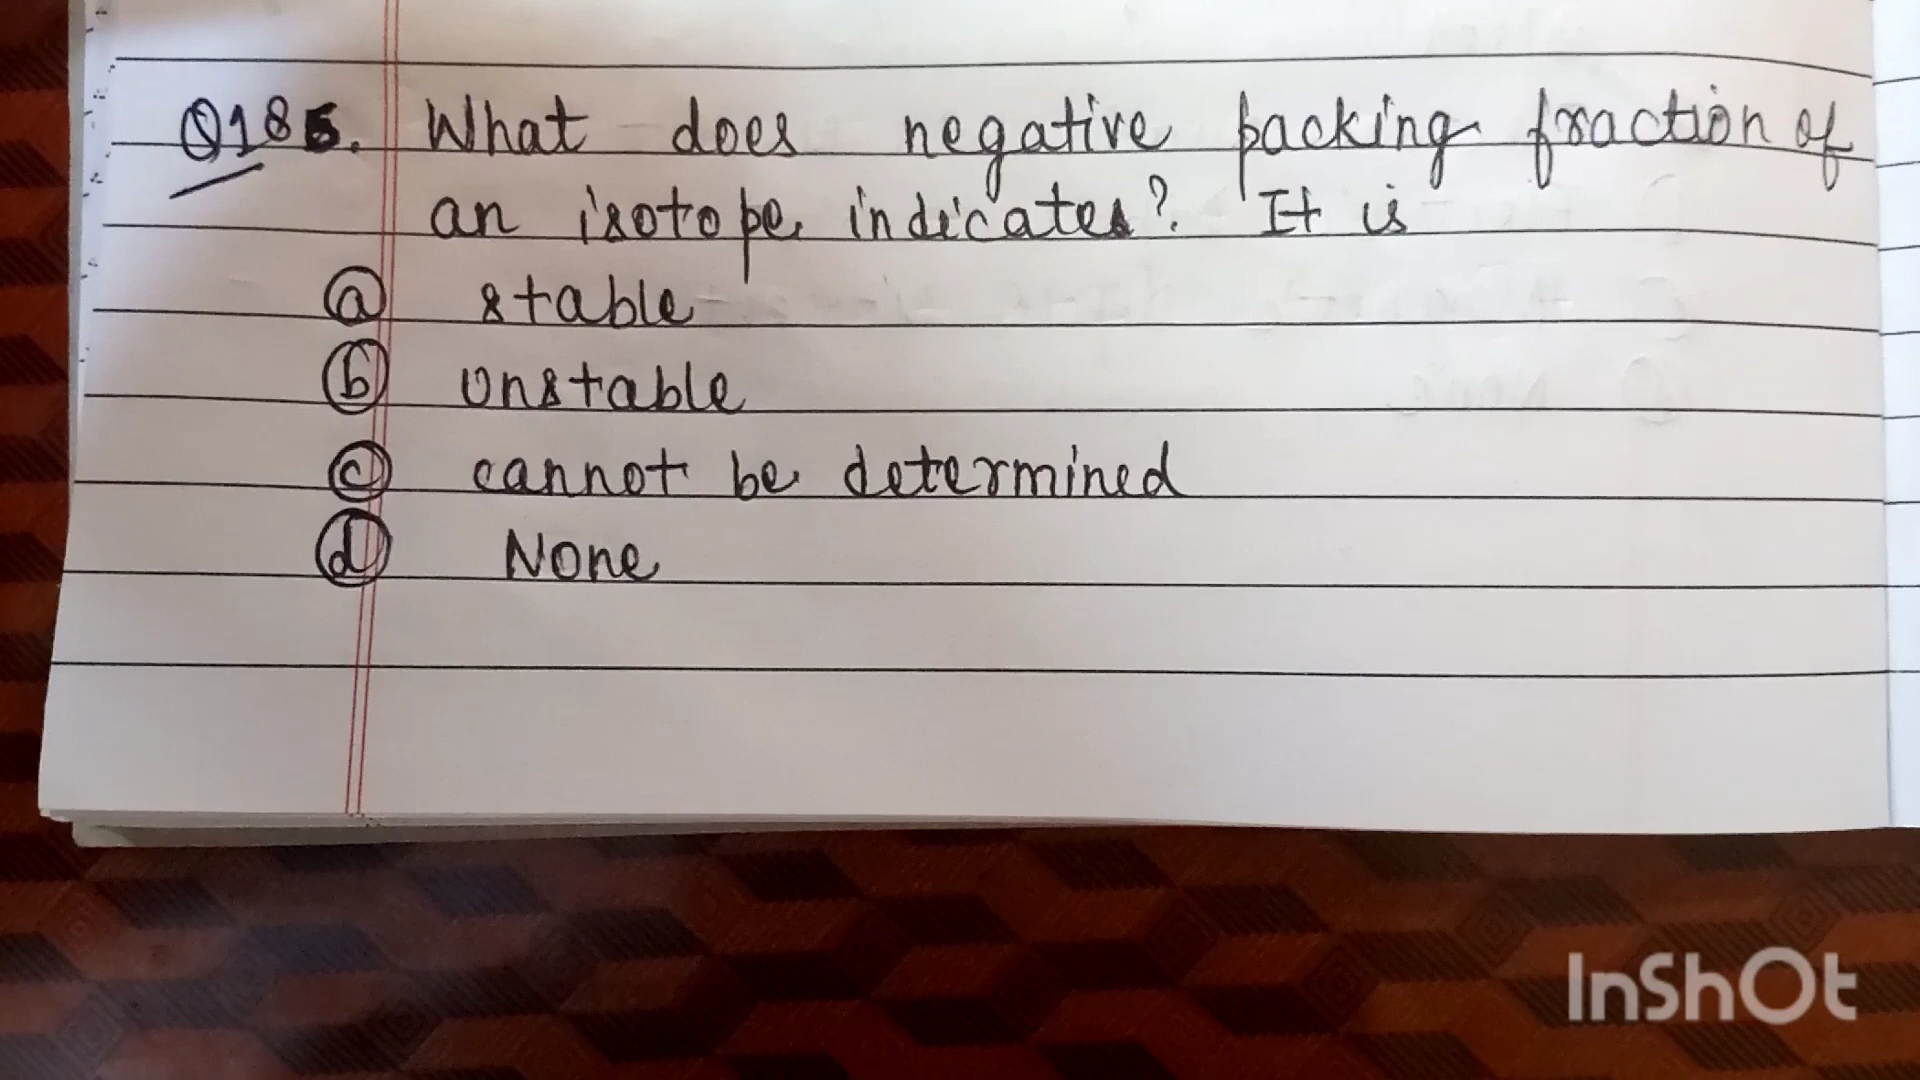 Q185. What does negative packing fraction of
an isotope indicates? It is
a stable
b unstable
c cannot be determined
d None
InShOt